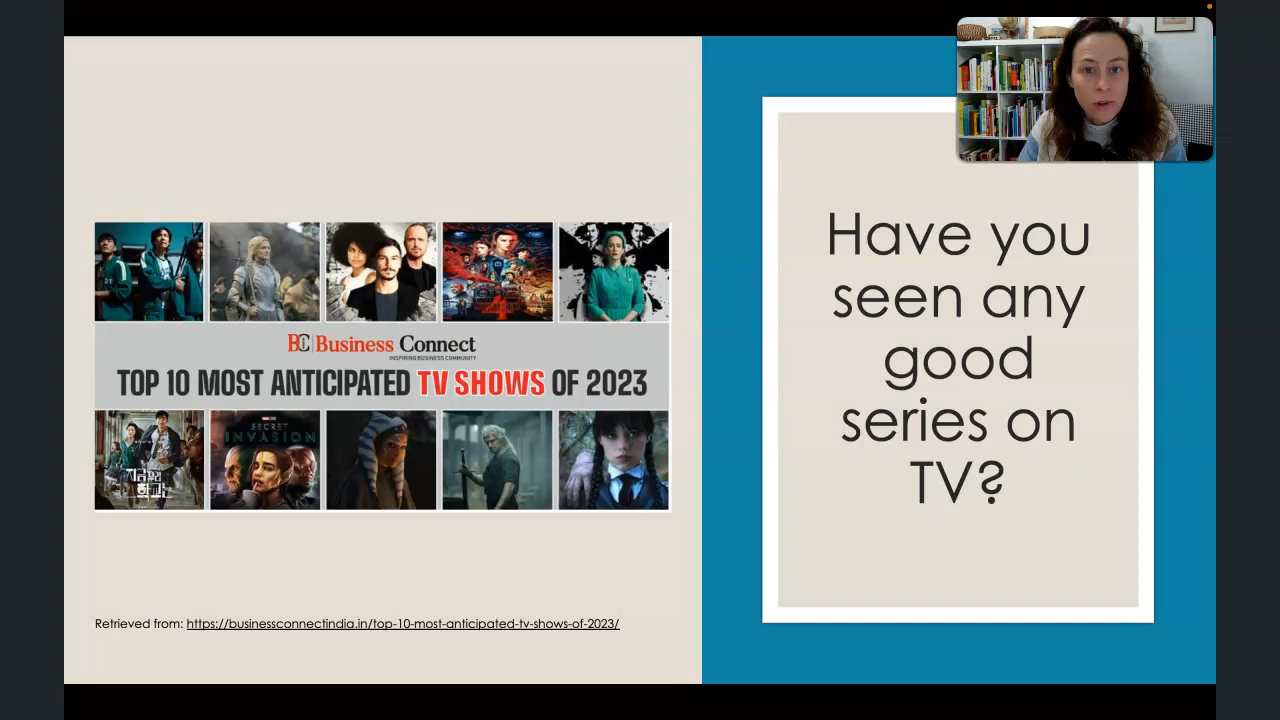 BC Business Connect
INSPIRING BUSINESS COMMUNITY
TOP 10 MOST ANTICIPATED TV SHOWS OF 2023
SECRET
INVASION
Retrieved from: https://businessconnectindia.in/top-10-most-anticipated-tv-shows-of-2023/
Have you
seen any
good
series on
TV?